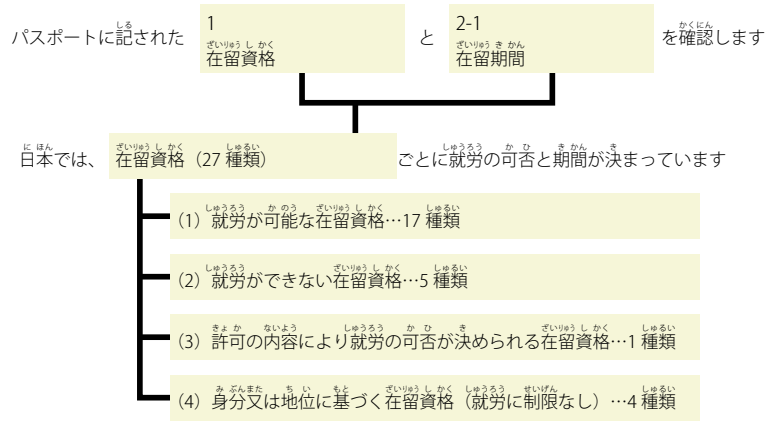 パスポートに記された 1 在留資格 と 2-1 在留期間 を確認します
日本では、 在留資格（27 種類） ごとに就労の可否と期間が決まっています
（1）就労が可能な在留資格…17 種類
（2）就労ができない在留資格…5 種類
（3）許可の内容により就労の可否が決められる在留資格…1 種類
（4）身分又は地位に基づく在留資格（就労に制限なし）…4 種類